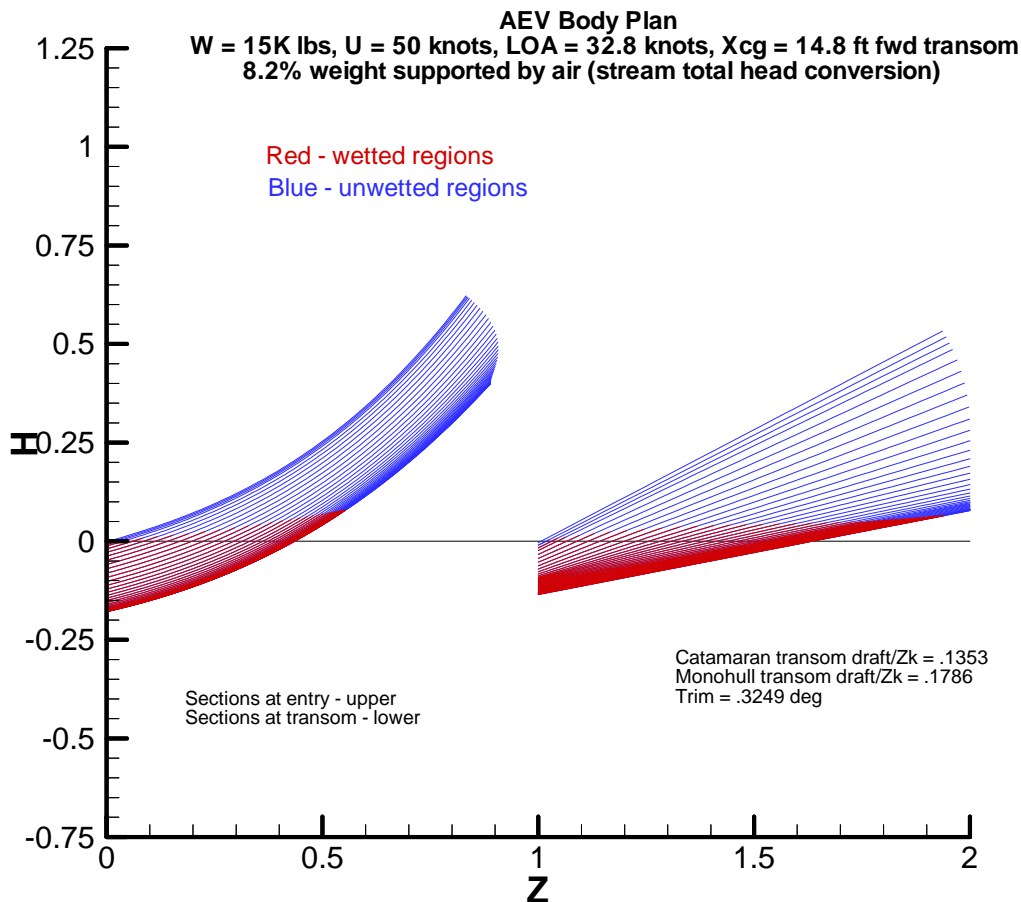 AEV Body Plan
W = 15K lbs, U = 50 knots, LOA = 32.8 knots, Xcg = 14.8 ft fwd transom
8.2% weight supported by air (stream total head conversion)
1.25
1
Red - wetted regions
Blue - unwetted regions
0.75
0.5
H
0.25
0
-0.25
Catamaran transom draft/Zk = .1353
Monohull transom draft/Zk = .1786
Trim = .3249 deg
Sections at entry - upper
Sections at transom - lower
-0.5
-0.75
0 0.5 1 1.5 2
Z